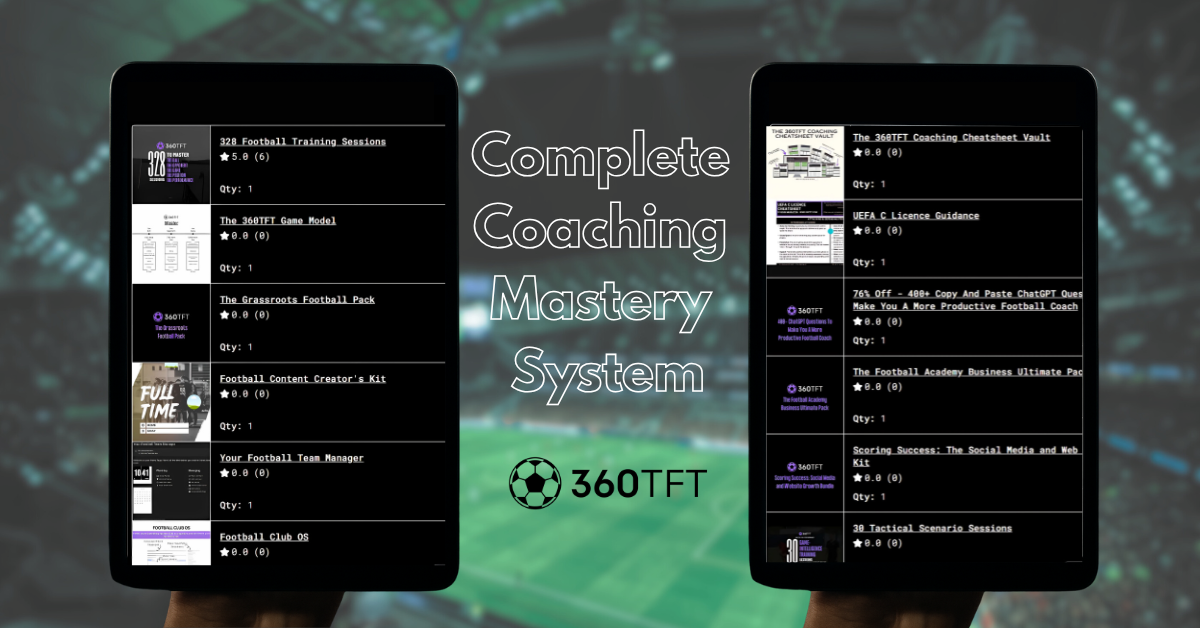 360TFT
328
328 Football Training Sessions
5.0 (6)
Qty: 1
The 360TFT Game Model
0.0 (0)
Qty: 1
360TFT
The Grassroots
Football Pack
The Grassroots Football Pack
0.0 (0)
Qty: 1
FULL
TIME
Football Content Creator's Kit
0.0 (0)
Qty: 1
10 41
Your Football Team Manager
0.0 (0)
Qty: 1
FOOTBALL CLUB OS
Football Club OS
0.0 (0)
Complete
Coaching
Mastery
System
360TFT
THE 360TFT COACHING
CHEATSHEET VAULT
The 360TFT Coaching Cheatsheet Vault
0.0 (0)
Qty: 1
UEFA C LICENCE
CHEATSHEET
UEFA C Licence Guidance
0.0 (0)
Qty: 1
360TFT
400+ ChatGPT Questions To
Make You A More
Productive Football Coach
76% Off - 400+ Copy And Paste ChatGPT Ques
Make You A More Productive Football Coach
0.0 (0)
Qty: 1
360TFT
The Football Academy
Business Ultimate Pack
The Football Academy Business Ultimate Pac
0.0 (0)
Qty: 1
360TFT
Scoring Success: Social Media
and Website Growth Bundle
Scoring Success: The Social Media and Web
Kit
0.0 (0)
Qty: 1
30
GAME
INTELLIGENCE
TRAINING
30 Tactical Scenario Sessions
0.0 (0)